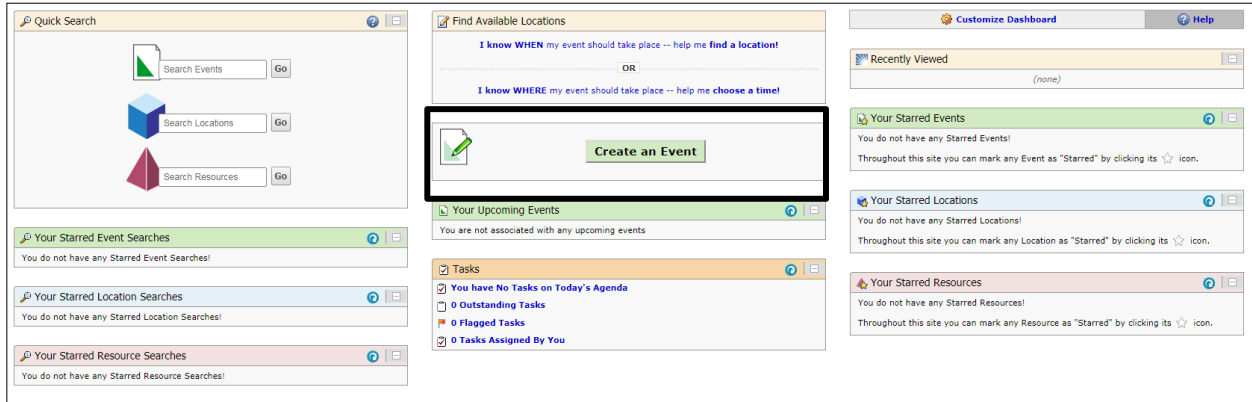 Quick Search
Search Events
Go
Search Locations
Go
Search Resources
Go
Your Starred Event Searches
You do not have any Starred Event Searches!
Your Starred Location Searches
You do not have any Starred Location Searches!
Your Starred Resource Searches
You do not have any Starred Resource Searches!
Find Available Locations
I know WHEN my event should take place -- help me find a location!
OR
I know WHERE my event should take place -- help me choose a time!
Create an Event
Your Upcoming Events
You are not associated with any upcoming events
Tasks
You have No Tasks on Today's Agenda
0 Outstanding Tasks
0 Flagged Tasks
0 Tasks Assigned By You
Customize Dashboard
Help
Recently Viewed
(none)
Your Starred Events
You do not have any Starred Events!
Throughout this site you can mark any Event as "Starred" by clicking its icon.
Your Starred Locations
You do not have any Starred Locations!
Throughout this site you can mark any Location as "Starred" by clicking its icon.
Your Starred Resources
You do not have any Starred Resources!
Throughout this site you can mark any Resource as "Starred" by clicking its icon.